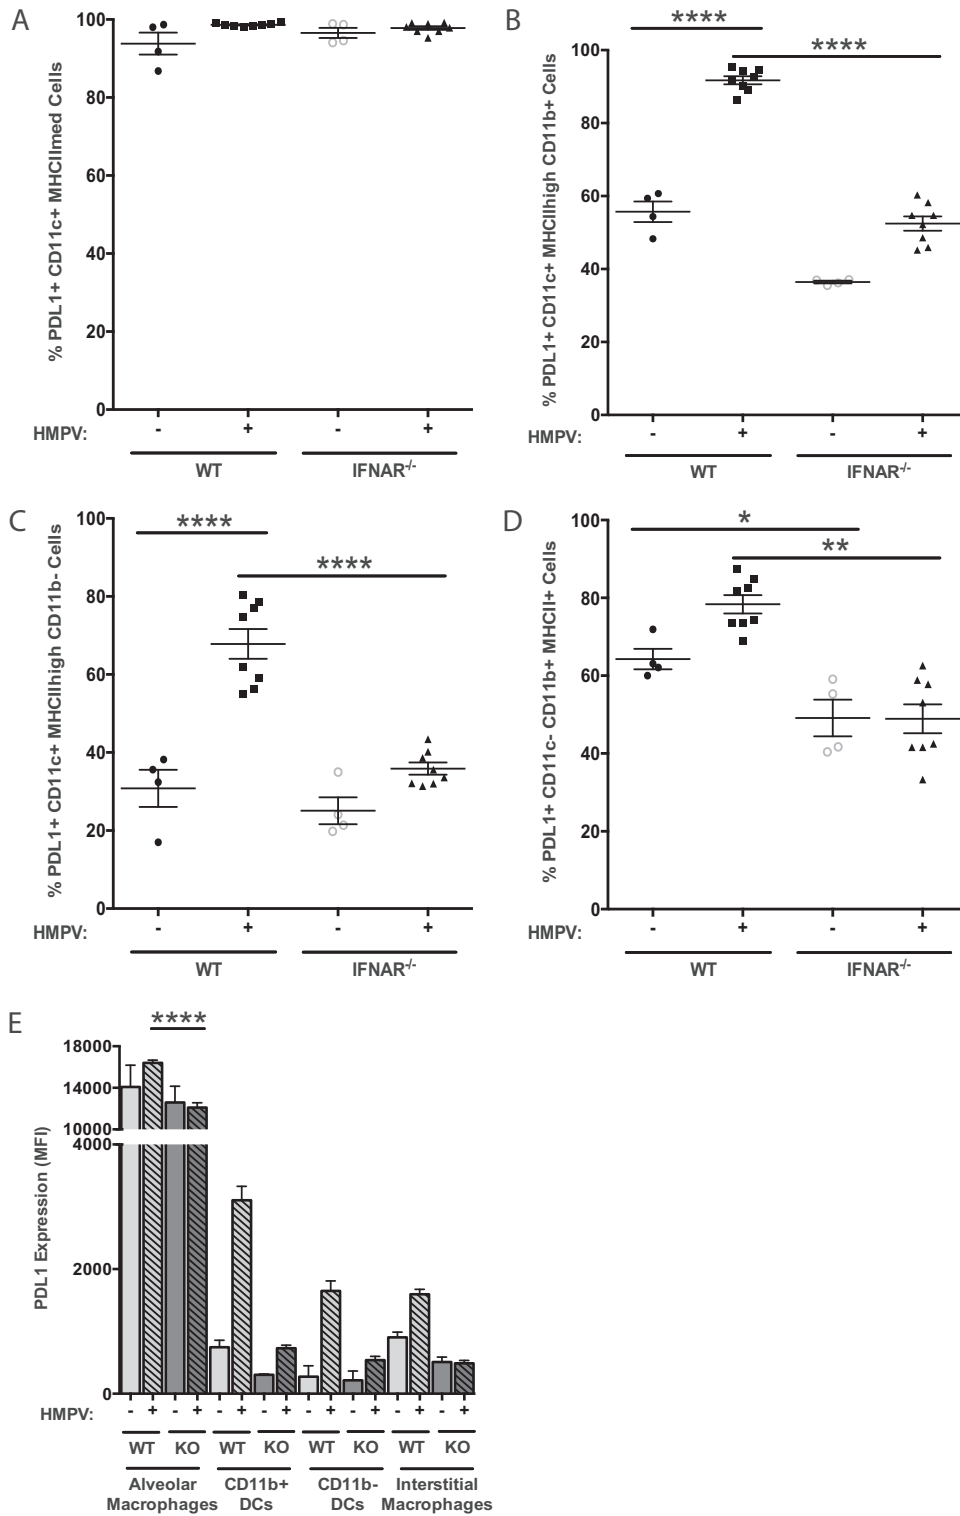 A
% PDL1+ CD11c+ MHCIImed Cells
100
80
60
40
20
0
HMPV: - + - +
WT IFNAR-/-
B
**** ****
% PDL1+ CD11c+ MHCIIhigh CD11b+ Cells
100
80
60
40
20
0
HMPV: - + - +
WT IFNAR-/-
C
**** ****
% PDL1+ CD11c+ MHCIIhigh CD11b- Cells
100
80
60
40
20
0
HMPV: - + - +
WT IFNAR-/-
D
* **
% PDL1+ CD11c- CD11b+ MHCII+ Cells
100
80
60
40
20
0
HMPV: - + - +
WT IFNAR-/-
E
****
PDL1 Expression (MFI)
18000
14000
10000
4000
2000
0
HMPV: - + - + - + - + - + - + - + - +
WT KO WT KO WT KO WT KO
Alveolar CD11b+ CD11b- Interstitial
Macrophages DCs DCs Macrophages